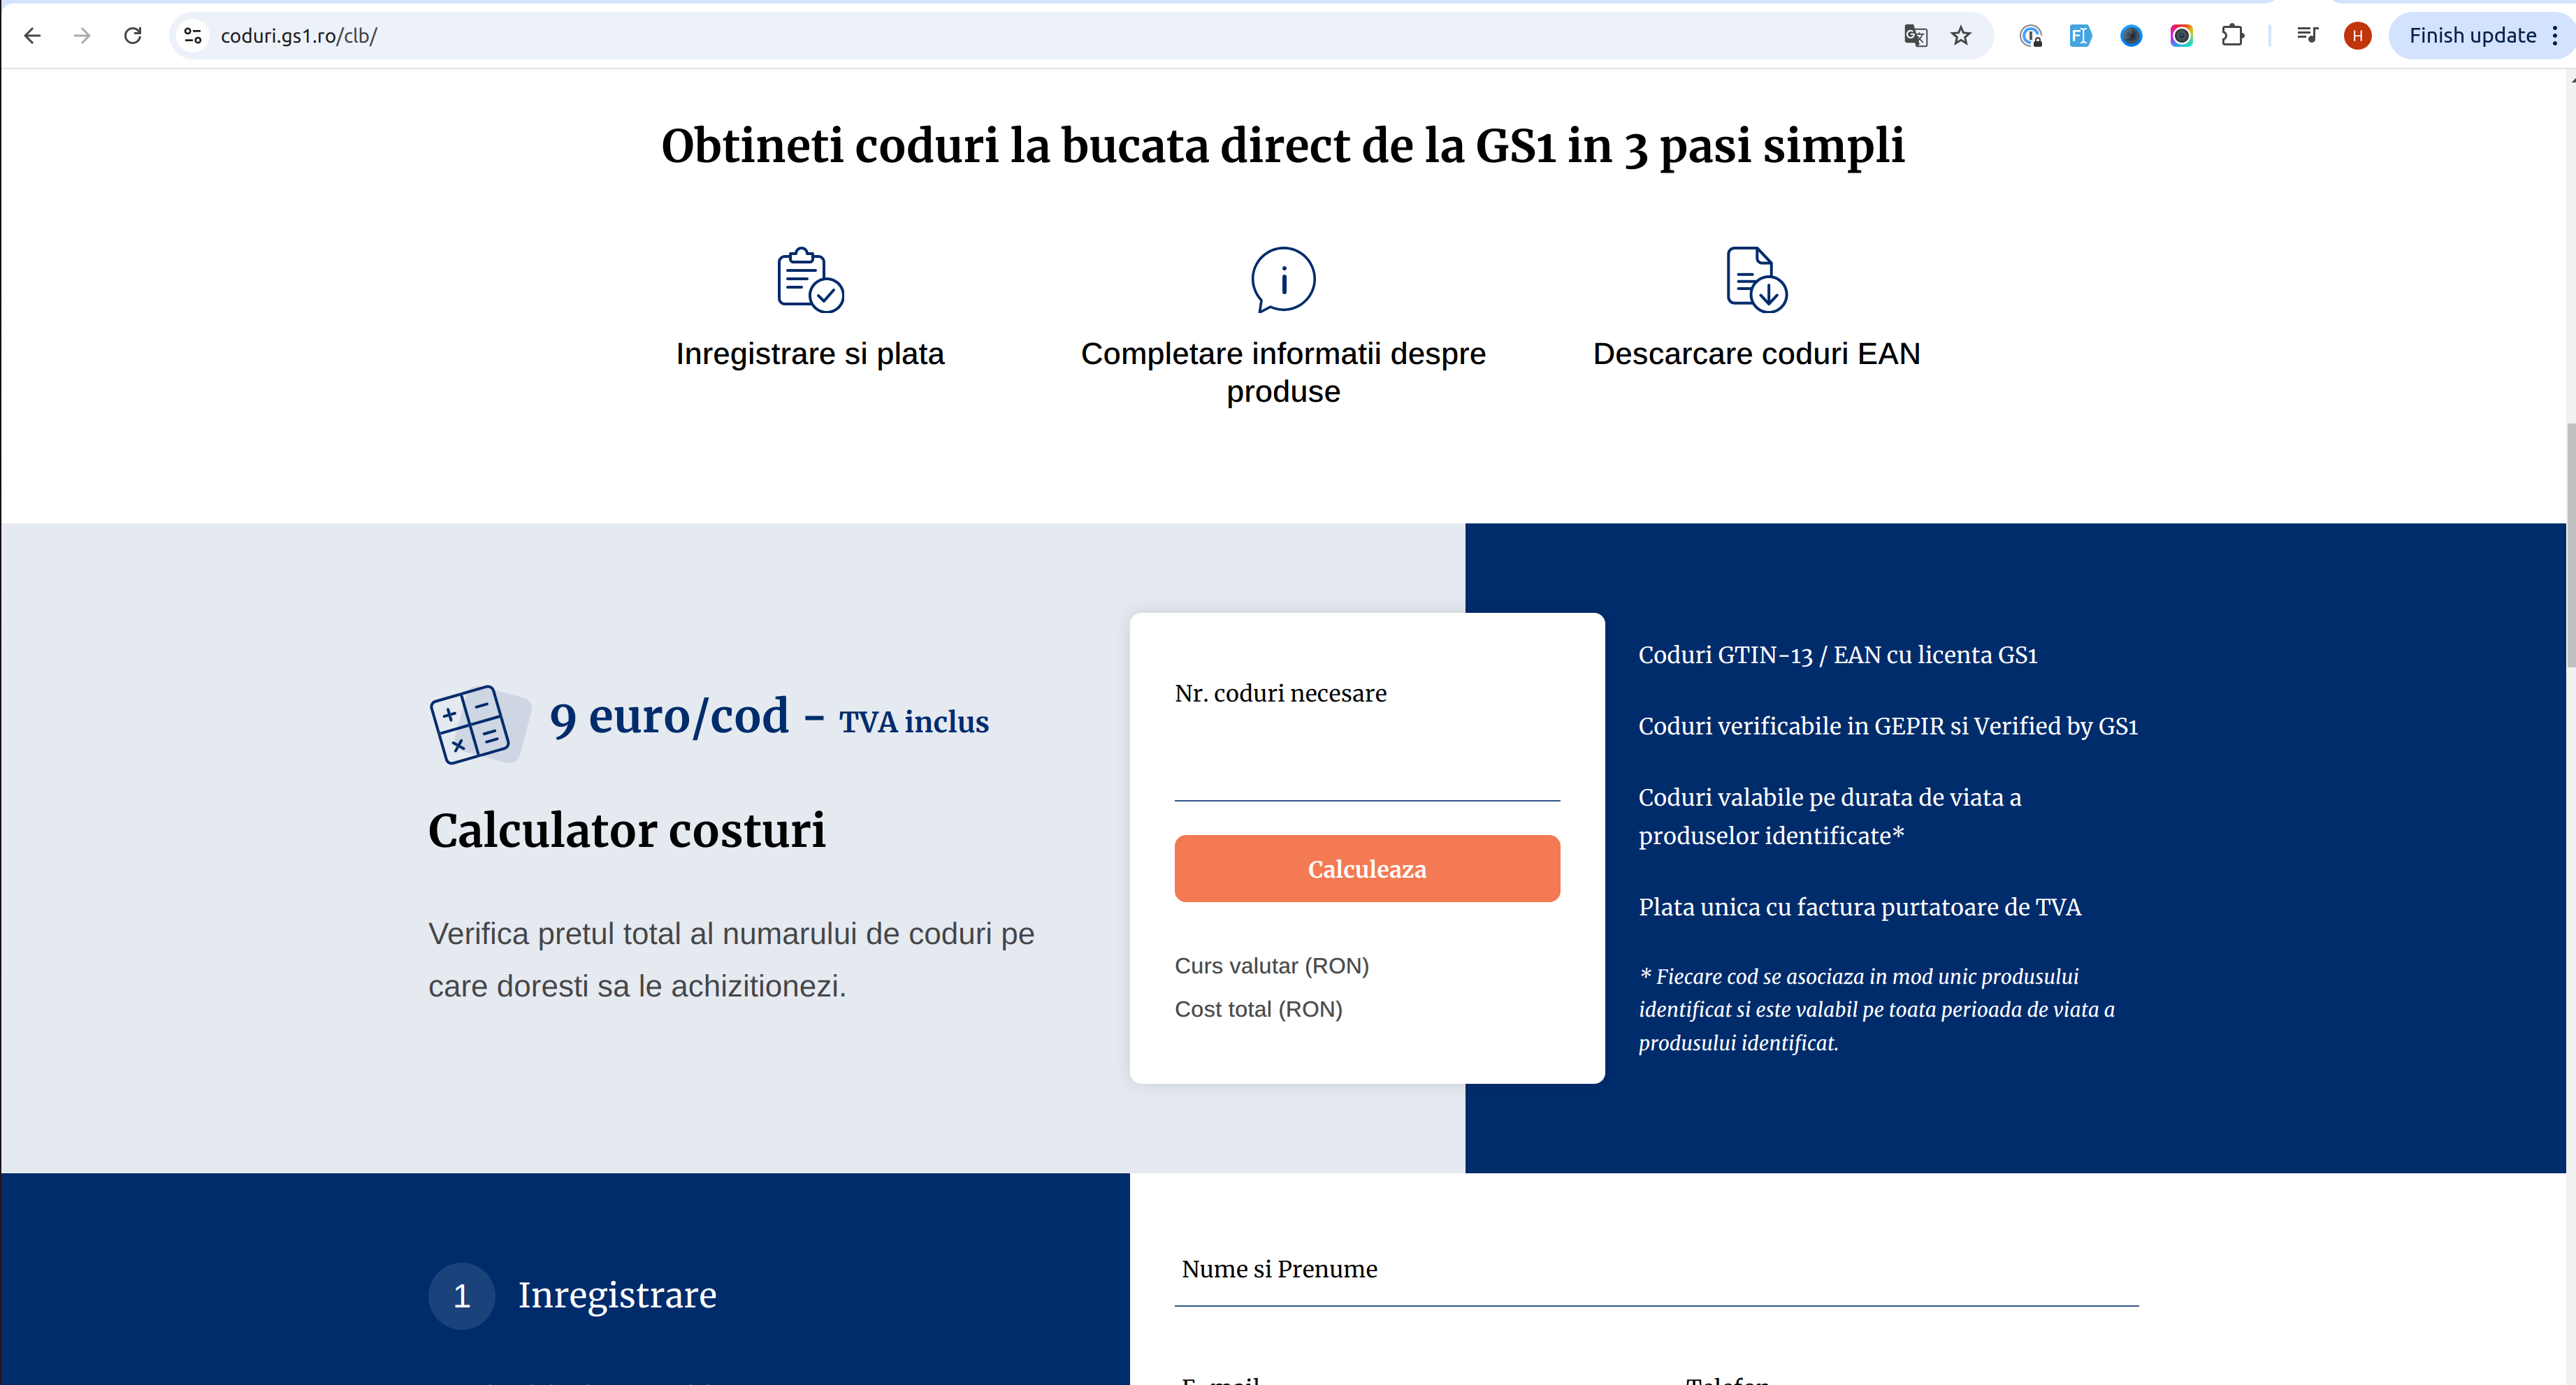 coduri.gs1.ro/clb/
H
Finish update
Obtineti coduri la bucata direct de la GS1 in 3 pasi simpli
Inregistrare si plata
Completare informatii despre
produse
Descarcare coduri EAN
9 euro/cod - TVA inclus
Calculator costuri
Verifica pretul total al numarului de coduri pe
care doresti sa le achizitionezi.
Nr. coduri necesare
Calculeaza
Curs valutar (RON)
Cost total (RON)
Coduri GTIN-13 / EAN cu licenta GS1
Coduri verificabile in GEPIR si Verified by GS1
Coduri valabile pe durata de viata a
produselor identificate*
Plata unica cu factura purtatoare de TVA
* Fiecare cod se asociaza in mod unic produsului
identificat si este valabil pe toata perioada de viata a
produsului identificat.
1 Inregistrare
Nume si Prenume
E-mail
Telefon